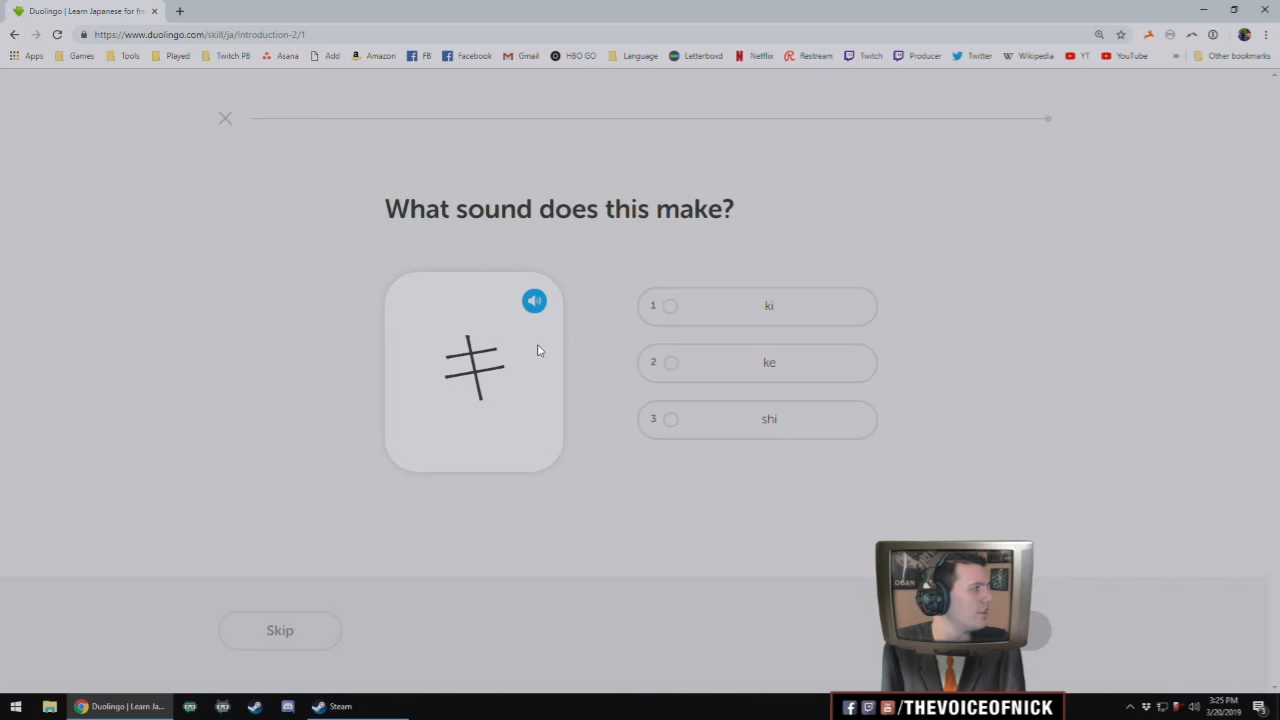 Duolingo | Learn Japanese for fr
https://www.duolingo.com/skill/ja/Introduction-2/1
Apps Games Tools Played Twitch PB Asana Add Amazon FB Facebook Gmail HBO GO Language Letterboxd Netflix Restream Twitch Producer Twitter Wikipedia YT YouTube » Other bookmarks
What sound does this make?
キ
1 ki
2 ke
3 shi
OGAN
Skip
Duolingo | Learn Ja... Steam
/THEVOICEOFNICK
3:25 PM
3/20/2019